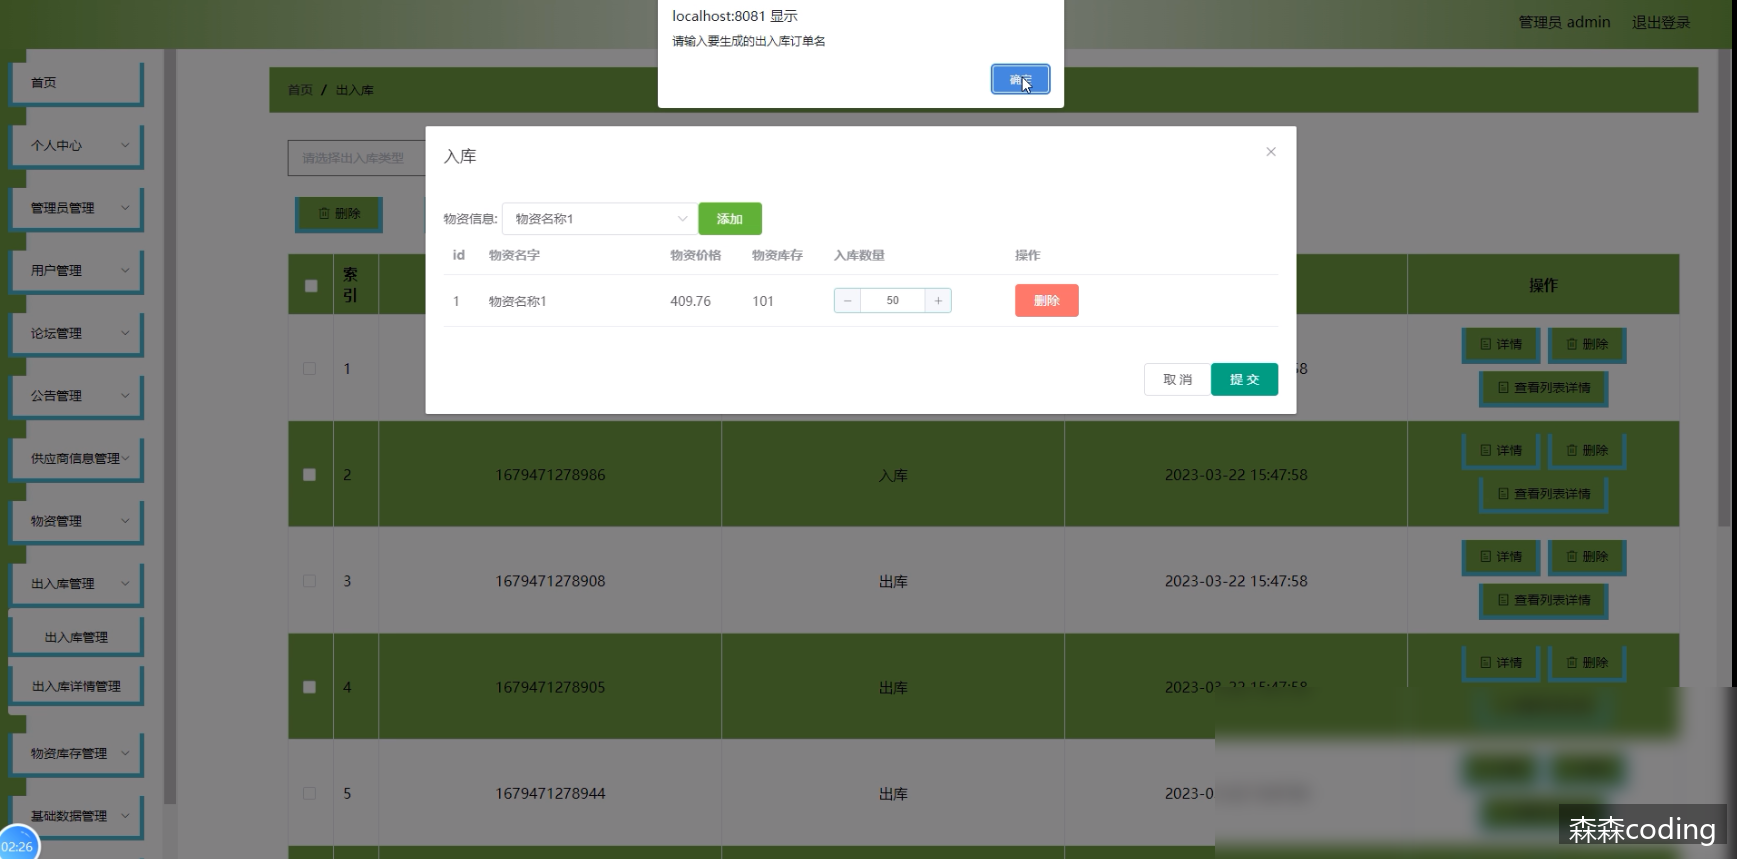 localhost:8081 显示
请输入要生成的出入库订单名
管理员 admin 退出登录
首页
个人中心
管理员管理
用户管理
论坛管理
公告管理
供应商信息管理
物资管理
出入库管理
出入库管理
出入库详情管理
物资库存管理
基础数据管理
02:26
首页 / 出入库
请选择出入库类型
删除
入库
物资信息: 物资名称1 添加
id 物资名字 物资价格 物资库存 入库数量 操作
1 物资名称1 409.76 101 − 50 + 删除
取 消 提 交
索引 操作
1 详情 删除
查看列表详情
2 1679471278986 入库 2023-03-22 15:47:58 详情 删除
查看列表详情
3 1679471278908 出库 2023-03-22 15:47:58 详情 删除
查看列表详情
4 1679471278905 出库 详情 删除
5 1679471278944 出库 2023-0
森森coding